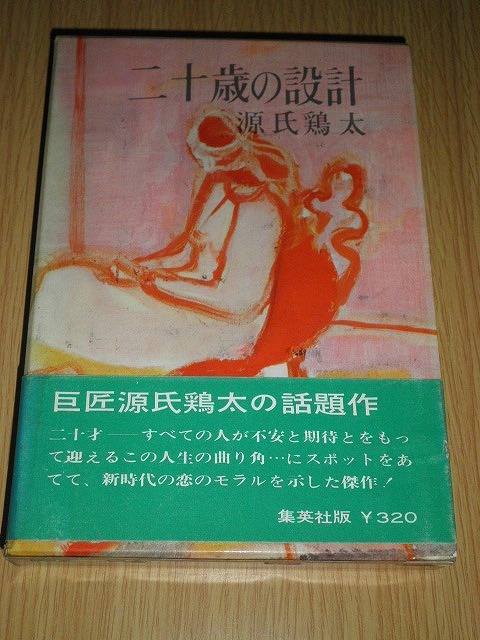 二十歳の設計
源氏鶏太
巨匠源氏鶏太の話題作
二十才――すべての人が不安と期待とをもっ
て迎えるこの人生の曲り角…にスポットをあ
てて、新時代の恋のモラルを示した傑作！
集英社版 ￥320